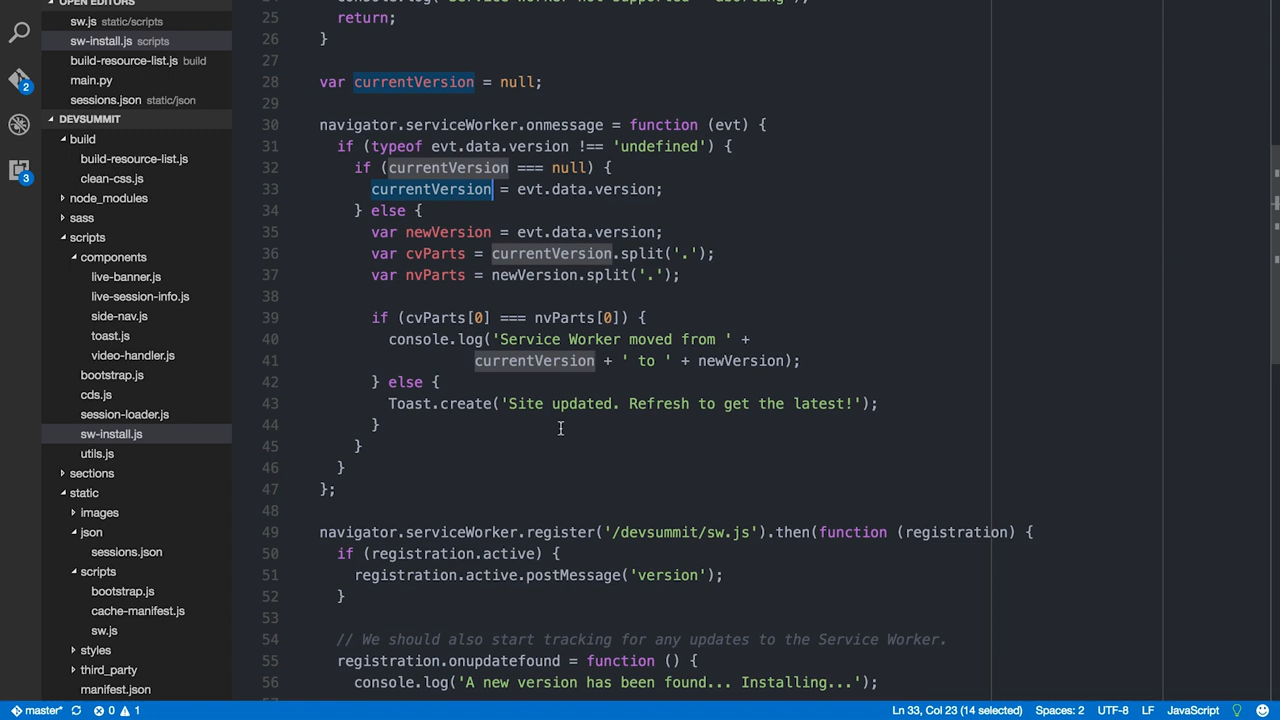 OPEN EDITORS
sw.js static/scripts
sw-install.js scripts
build-resource-list.js build
main.py
sessions.json static/json
DEVSUMMIT
build
build-resource-list.js
clean-css.js
node_modules
sass
scripts
components
live-banner.js
live-session-info.js
side-nav.js
toast.js
video-handler.js
bootstrap.js
cds.js
session-loader.js
sw-install.js
utils.js
sections
static
images
json
sessions.json
scripts
bootstrap.js
cache-manifest.js
sw.js
styles
third_party
manifest.json
2
3
25 return;
26 }
27
28 var currentVersion = null;
29
30 navigator.serviceWorker.onmessage = function (evt) {
31 if (typeof evt.data.version !== 'undefined') {
32 if (currentVersion === null) {
33 currentVersion = evt.data.version;
34 } else {
35 var newVersion = evt.data.version;
36 var cvParts = currentVersion.split('.');
37 var nvParts = newVersion.split('.');
38
39 if (cvParts[0] === nvParts[0]) {
40 console.log('Service Worker moved from ' +
41 currentVersion + ' to ' + newVersion);
42 } else {
43 Toast.create('Site updated. Refresh to get the latest!');
44 }
45 }
46 }
47 };
48
49 navigator.serviceWorker.register('/devsummit/sw.js').then(function (registration) {
50 if (registration.active) {
51 registration.active.postMessage('version');
52 }
53
54 // We should also start tracking for any updates to the Service Worker.
55 registration.onupdatefound = function () {
56 console.log('A new version has been found... Installing...');
master* 0 1 Ln 33, Col 23 (14 selected) Spaces: 2 UTF-8 LF JavaScript